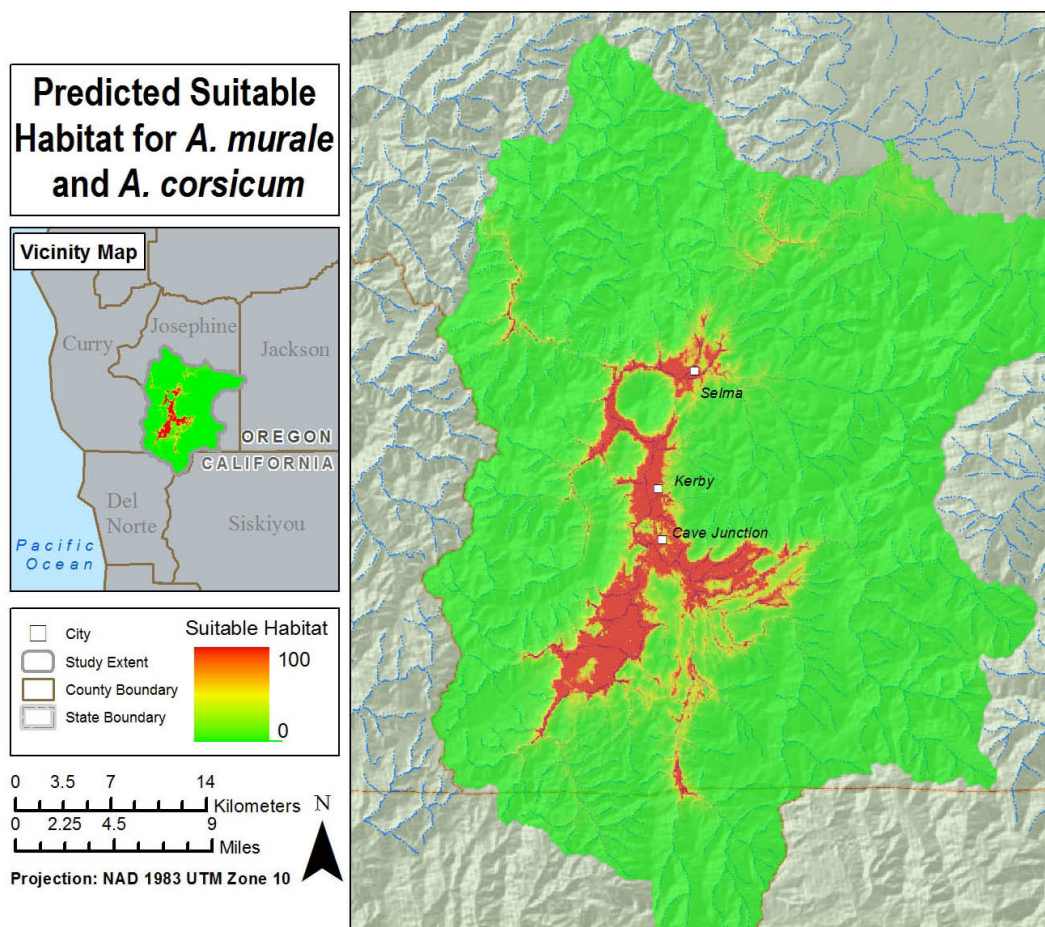 Predicted Suitable
Habitat for A. murale
and A. corsicum
Vicinity Map
Josephine
Curry
Jackson
OREGON
CALIFORNIA
Del
Norte
Siskiyou
Pacific
Ocean
City
Study Extent
County Boundary
State Boundary
Suitable Habitat
100
0
0 3.5 7 14
Kilometers
N
0 2.25 4.5 9
Miles
Projection: NAD 1983 UTM Zone 10
Selma
Kerby
Cave Junction